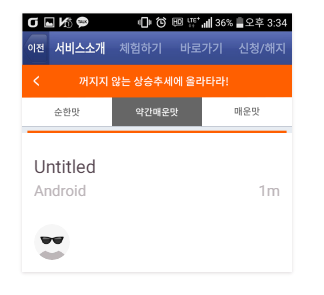 36% 오후 3:34
이전 서비스소개 체험하기 바로가기 신청/해지
꺼지지 않는 상승추세에 올라타라!
순한맛 약간매운맛 매운맛
Untitled
Android 1m